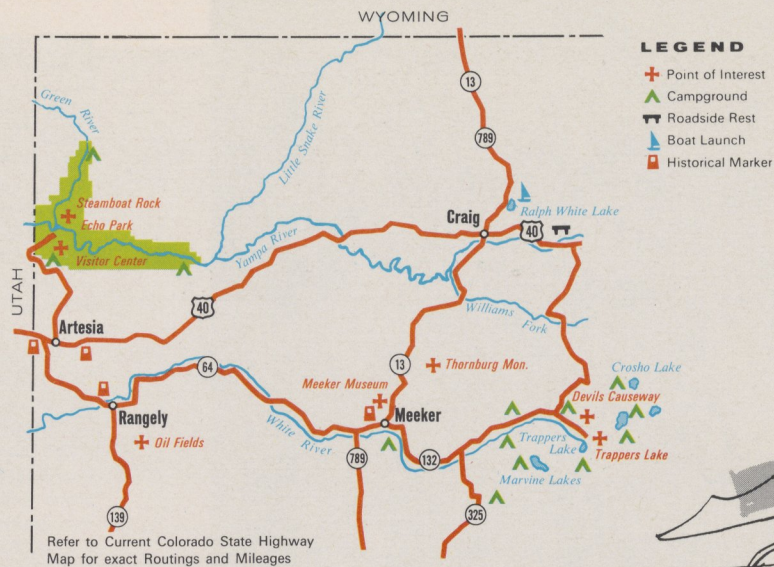 WYOMING
LEGEND
Point of Interest
Campground
Roadside Rest
Boat Launch
Historical Marker
13
789
Green River
Little Snake River
Steamboat Rock
Echo Park
Visitor Center
Yampa River
Craig
Ralph White Lake
40
UTAH
40
Williams Fork
Artesia
64
13
Thornburg Mon.
Crosho Lake
Meeker Museum
Devils Causeway
Rangely
Meeker
White River
Oil Fields
Trappers Lake
Trappers Lake
789
132
Marvine Lakes
325
139
Refer to Current Colorado State Highway
Map for exact Routings and Mileages